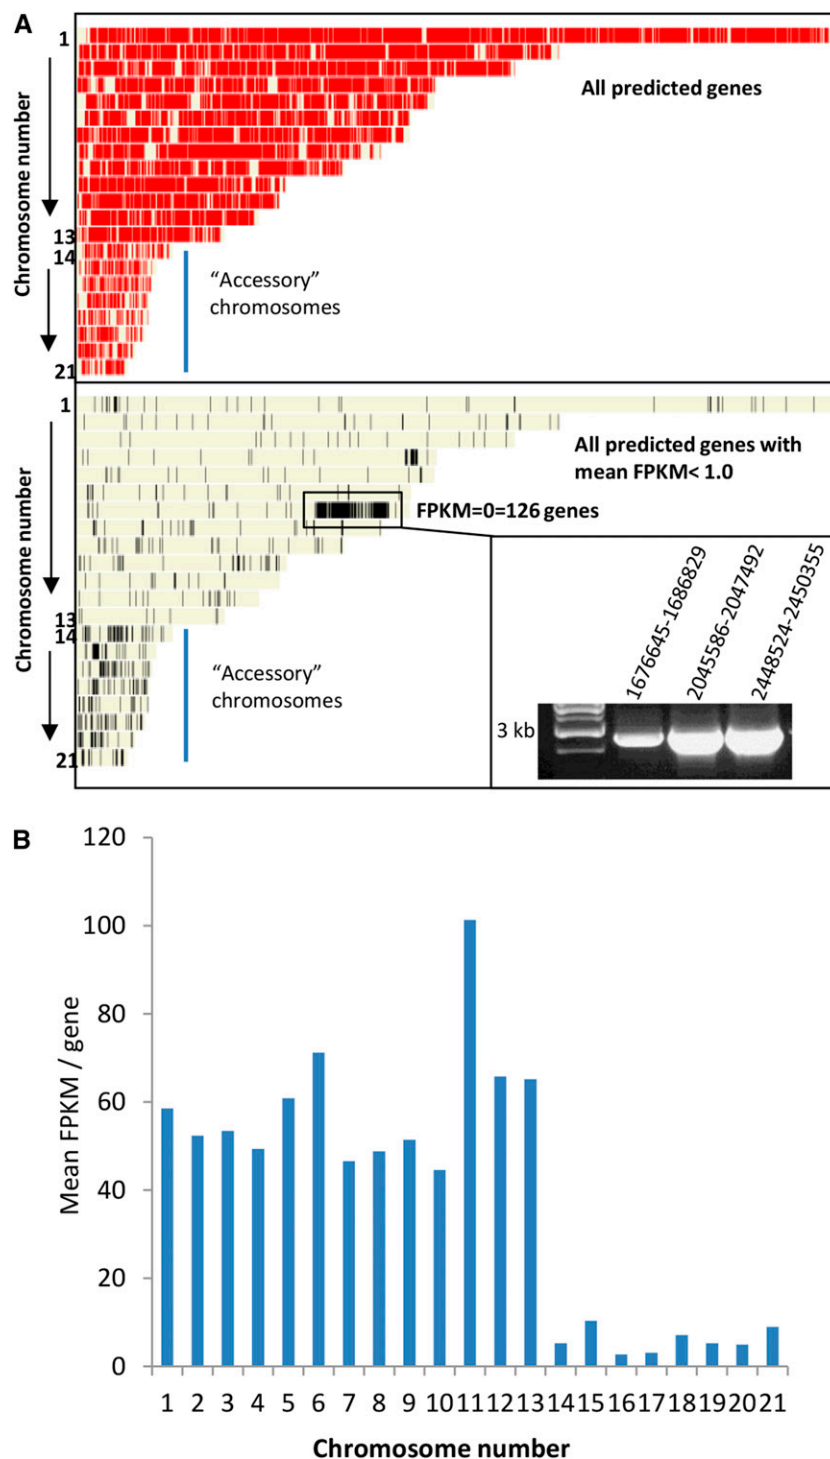 A
1
Chromosome number
All predicted genes
13
14
"Accessory"
chromosomes
21
1
Chromosome number
All predicted genes with
mean FPKM< 1.0
FPKM=0=126 genes
13
14
"Accessory"
chromosomes
21
1676645-1686829
2045586-2047492
2448524-2450355
3 kb
B
120
100
80
60
40
20
0
Mean FPKM / gene
1 2 3 4 5 6 7 8 9 10 11 12 13 14 15 16 17 18 19 20 21
Chromosome number